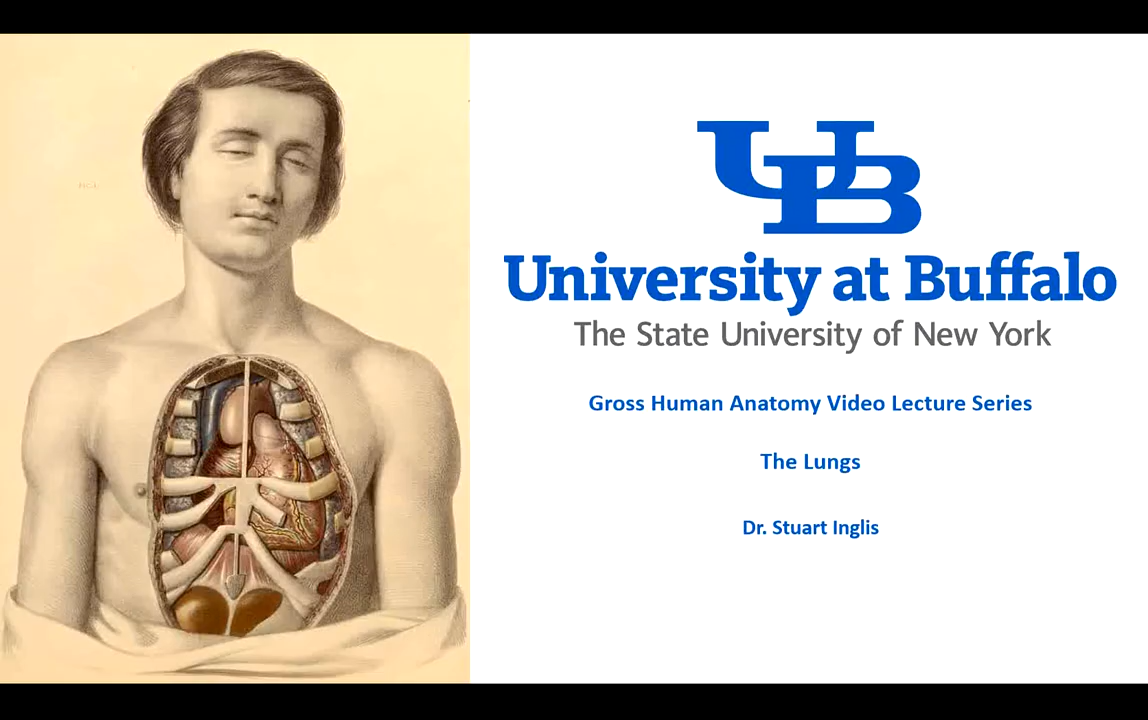 UB
University at Buffalo
The State University of New York
Gross Human Anatomy Video Lecture Series
The Lungs
Dr. Stuart Inglis